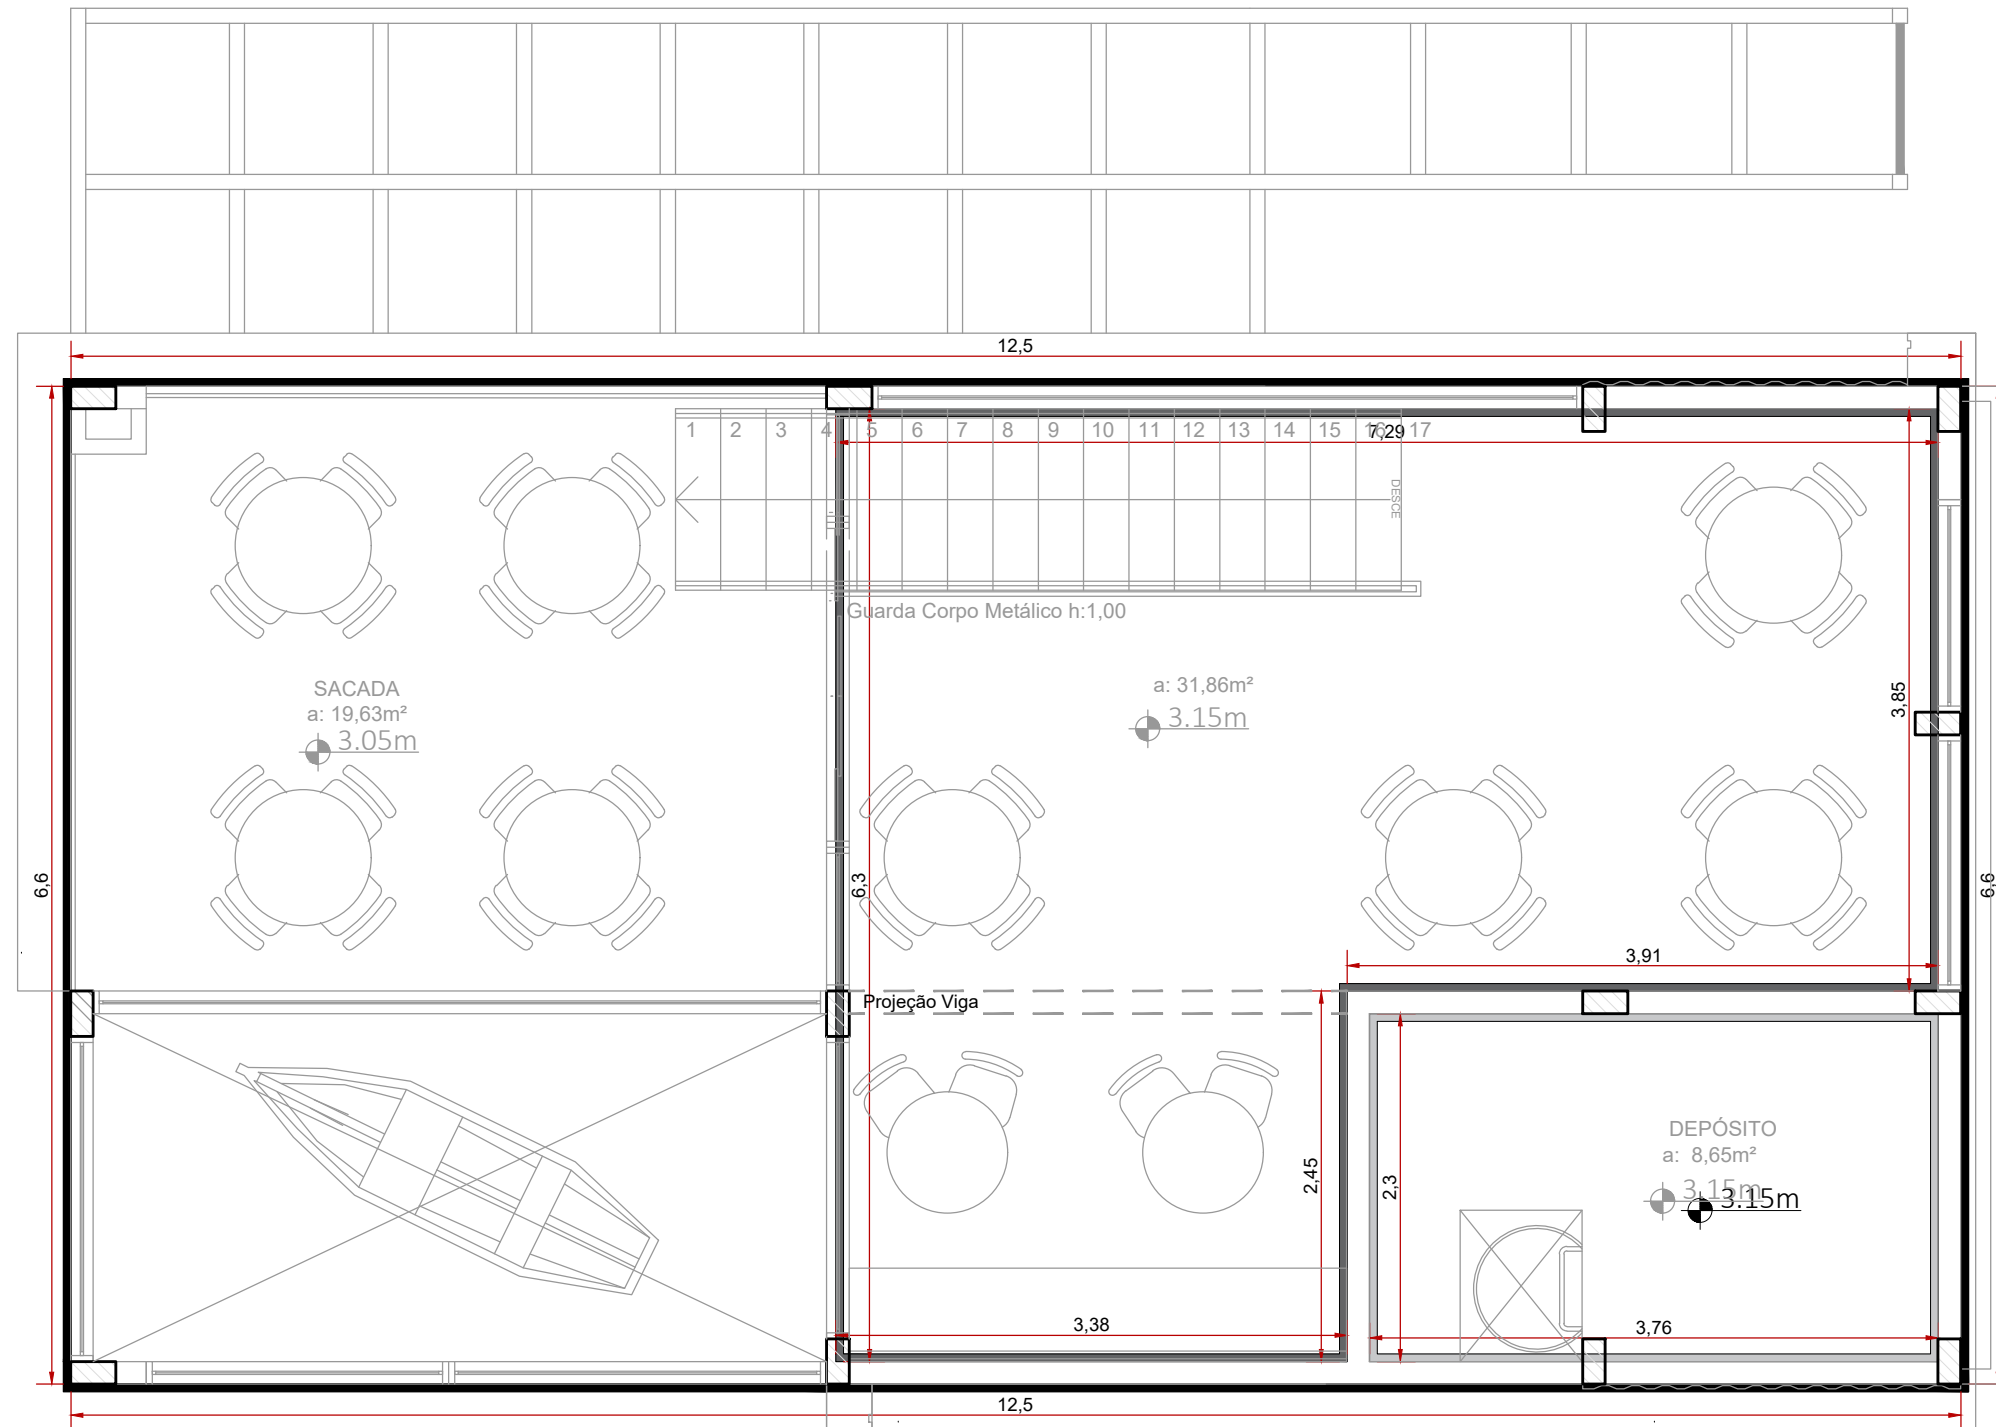 12,5
1 2 3 4 5 6 7 8 9 10 11 12 13 14 15 16 17
7,29
DESCE
Guarda Corpo Metálico h:1,00
SACADA
a: 19,63m²
3.05m
a: 31,86m²
3.15m
3,85
6,6
6,3
6,6
3,91
Projeção Viga
2,45
2,3
DEPÓSITO
a: 8,65m²
3.15m
3.15m
3,38
3,76
12,5